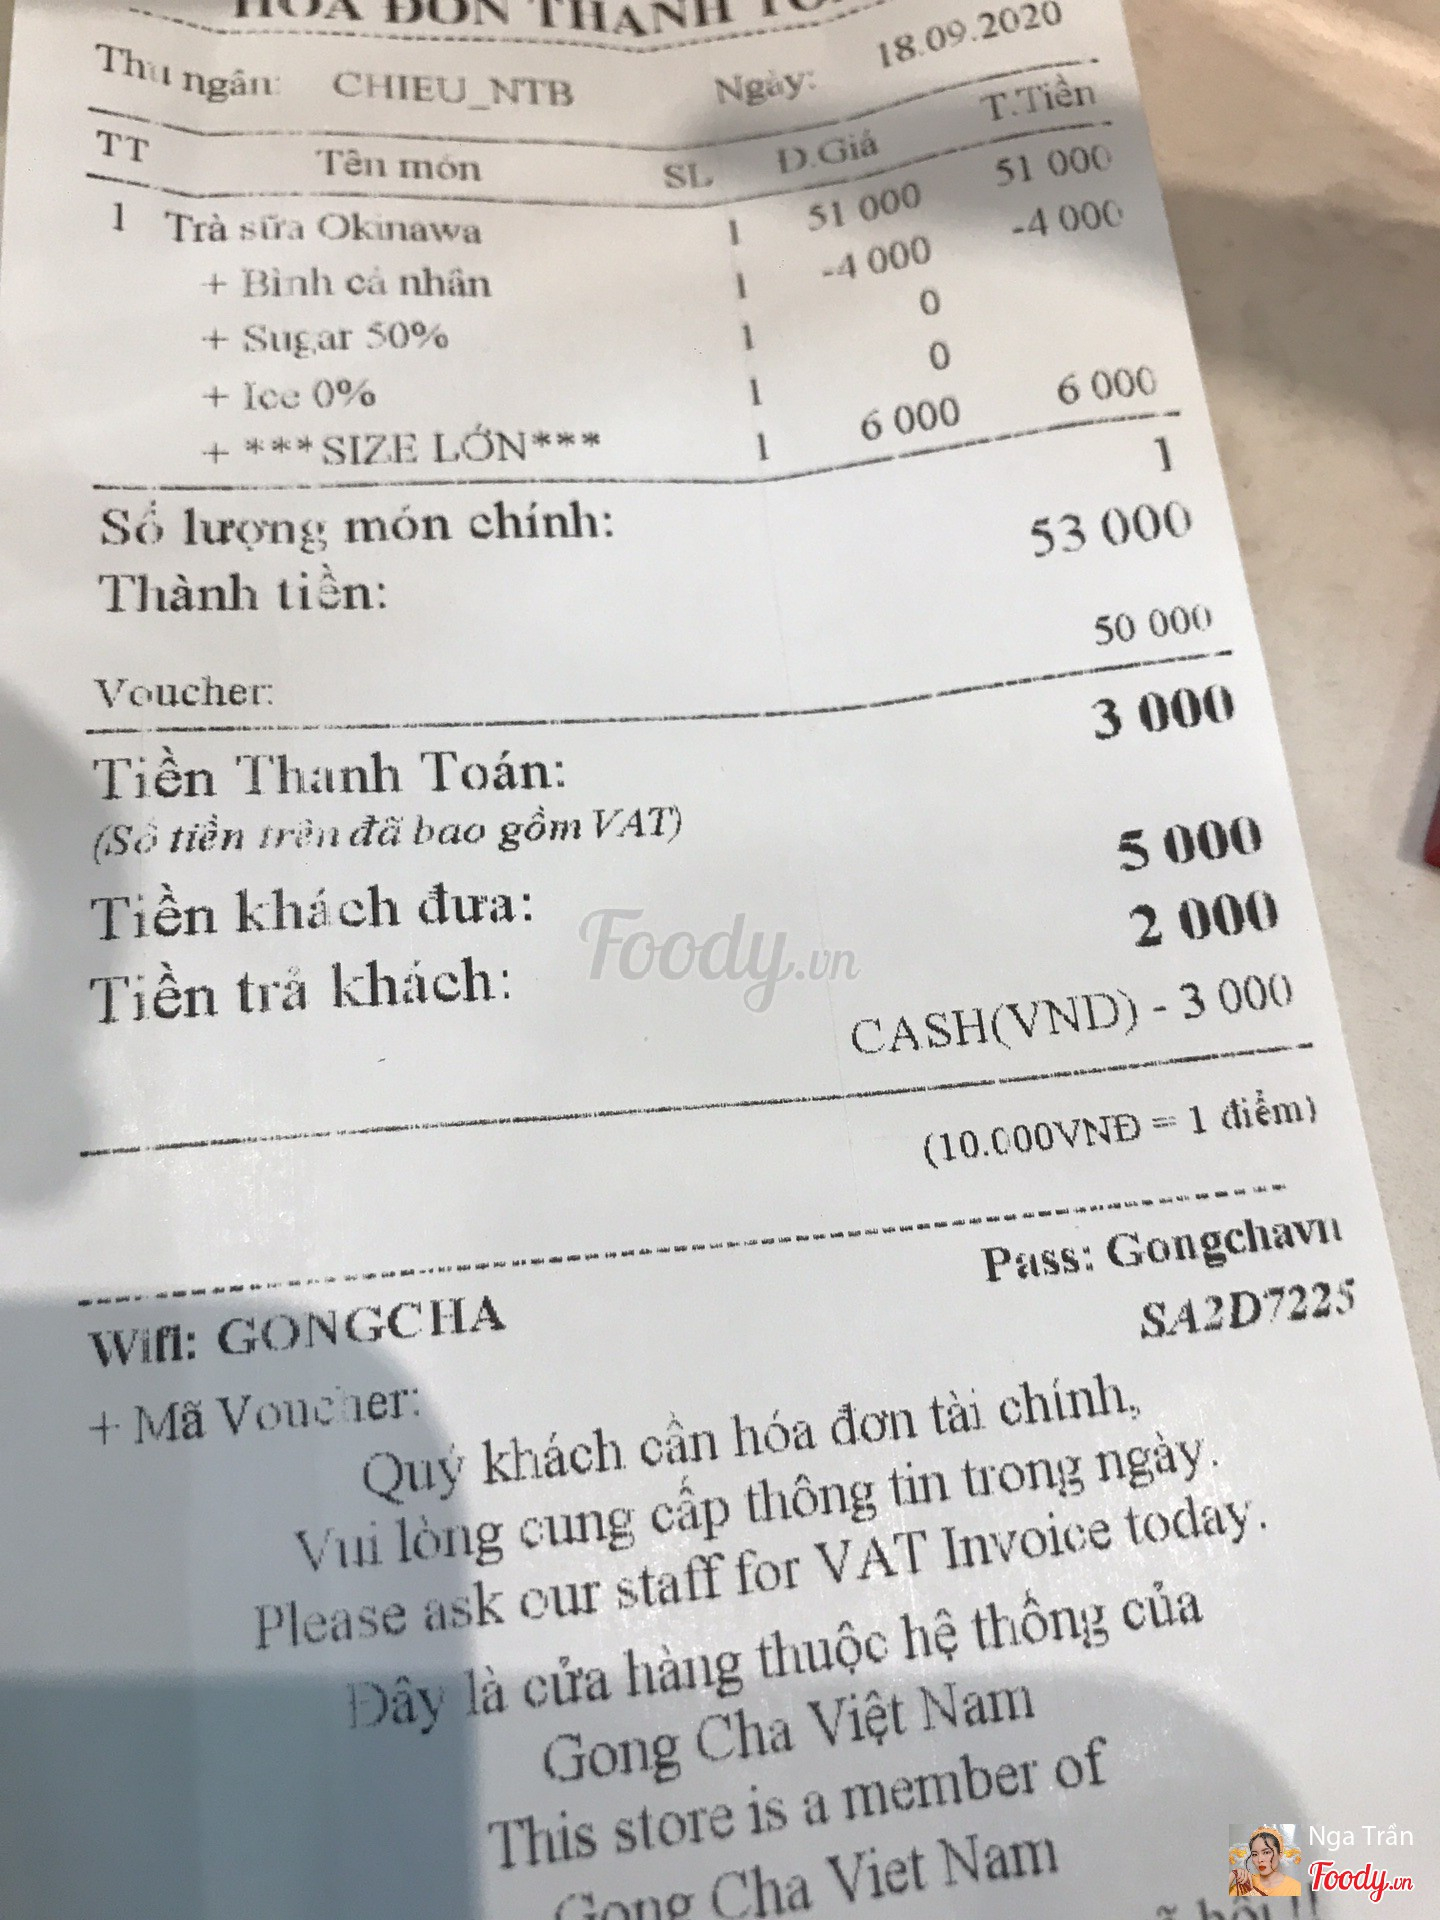 HÓA ĐƠN THANH
Thu ngân: CHIEU_NTB Ngày: 18.09.2020
TT Tên món SL Đ.Giá T.Tiền
1 Trà sữa Okinawa 1 51 000 51 000
+ Bình cá nhân 1 -4 000 -4 000
+ Sugar 50% 1 0
+ Ice 0% 1 0
+ ***SIZE LỚN*** 1 6 000 6 000
Số lượng món chính: 1
Thành tiền: 53 000
Voucher: 50 000
Tiền Thanh Toán: 3 000
(Số tiền trên đã bao gồm VAT)
Tiền khách đưa: 5 000
Tiền trả khách: 2 000
CASH(VND) - 3 000
(10.000VNĐ = 1 điểm)
Wifi: GONGCHA Pass: Gongchavn
+ Mã Voucher: SA2D7225
Quý khách cần hóa đơn tài chính,
Vui lòng cung cấp thông tin trong ngày.
Please ask our staff for VAT Invoice today.
Đây là cửa hàng thuộc hệ thống của
Gong Cha Việt Nam
This store is a member of
Gong Cha Viet Nam
Foody.vn
Nga Trần
Foody.vn